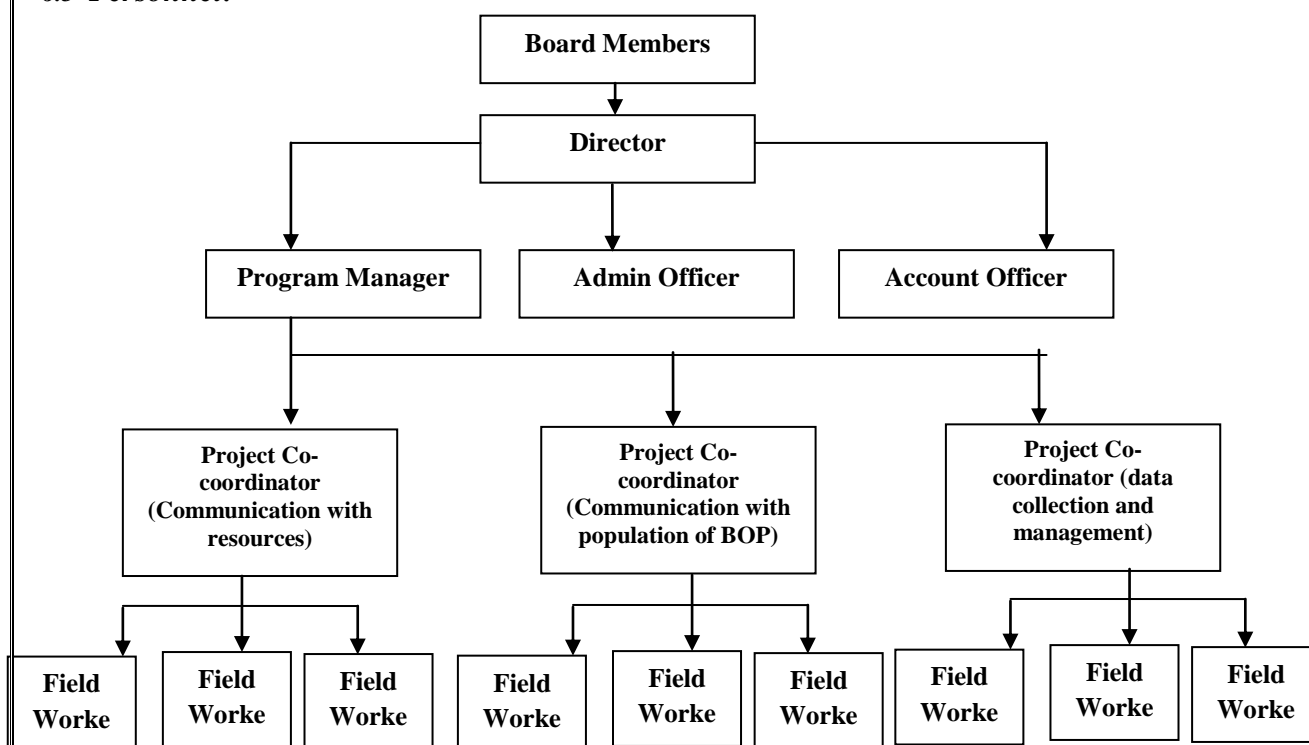 Board Members
Director
Program Manager
Admin Officer
Account Officer
Project Co-
coordinator
(Communication with
resources)
Project Co-
coordinator
(Communication with
population of BOP)
Project Co-
coordinator (data
collection and
management)
Field
Worke
Field
Worke
Field
Worke
Field
Worke
Field
Worke
Field
Worke
Field
Worke
Field
Worke
Field
Worke